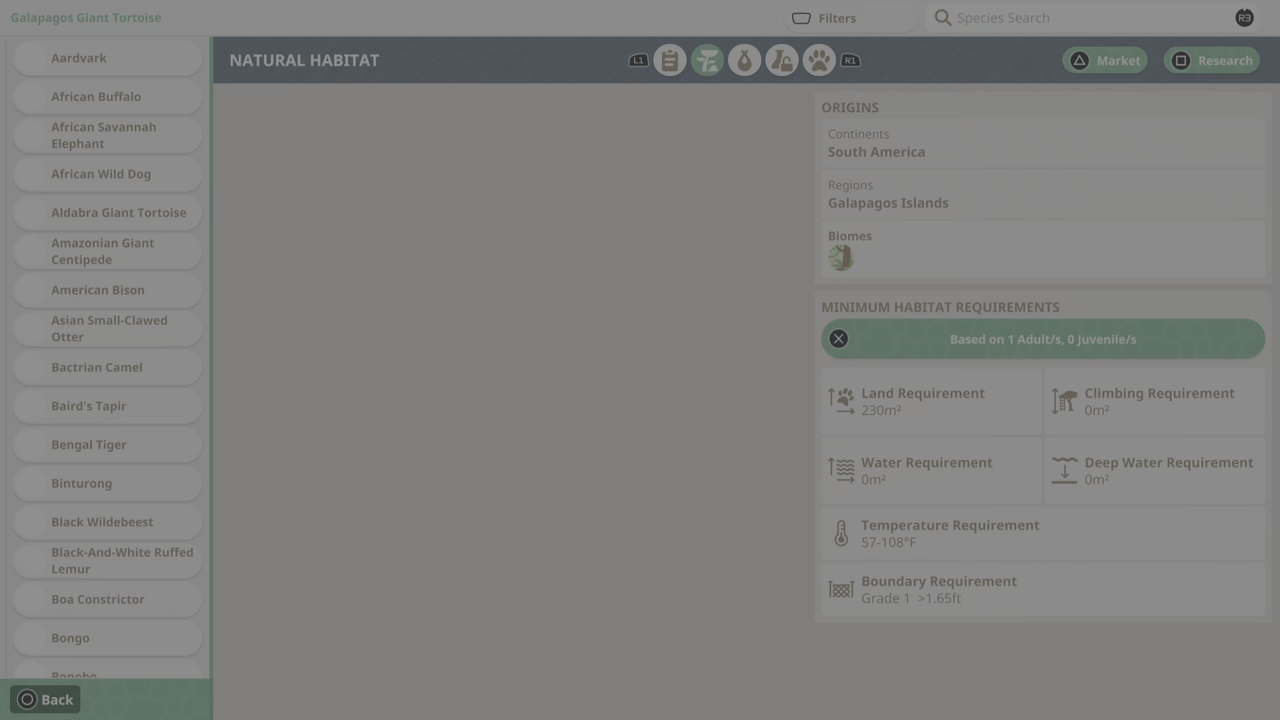 Galapagos Giant Tortoise
Filters
Species Search
R3
NATURAL HABITAT
L1
R1
Market
Research
Aardvark
African Buffalo
African Savannah
Elephant
African Wild Dog
Aldabra Giant Tortoise
Amazonian Giant
Centipede
American Bison
Asian Small-Clawed
Otter
Bactrian Camel
Baird's Tapir
Bengal Tiger
Binturong
Black Wildebeest
Black-And-White Ruffed
Lemur
Boa Constrictor
Bongo
Bonobo
Back
ORIGINS
Continents
South America
Regions
Galapagos Islands
Biomes
MINIMUM HABITAT REQUIREMENTS
Based on 1 Adult/s, 0 Juvenile/s
Land Requirement
230m²
Climbing Requirement
0m²
Water Requirement
0m²
Deep Water Requirement
0m²
Temperature Requirement
57-108°F
Boundary Requirement
Grade 1 >1.65ft